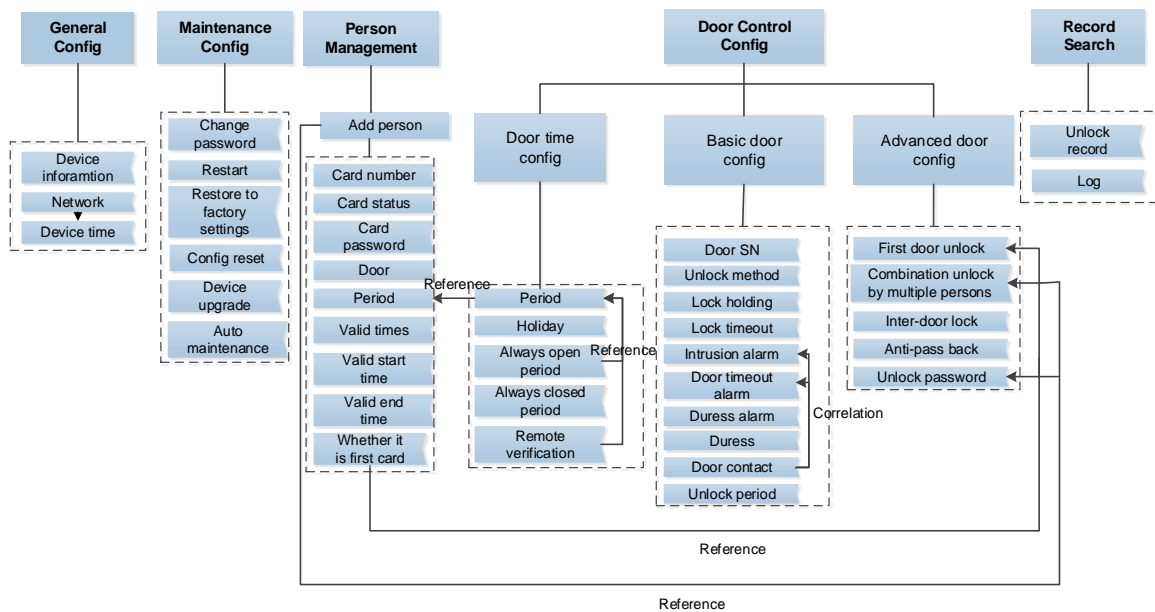 General
Config
Maintenance
Config
Person
Management
Door Control
Config
Record
Search
Device
inforamtion
Network
Device time
Change
password
Restart
Restore to
factory
settings
Config reset
Device
upgrade
Auto
maintenance
Add person
Card number
Card status
Card
password
Door
Period
Valid times
Valid start
time
Valid end
time
Whether it
is first card
Reference
Door time
config
Period
Holiday
Always open
period
Always closed
period
Remote
verification
Reference
Basic door
config
Door SN
Unlock method
Lock holding
Lock timeout
Intrusion alarm
Door timeout
alarm
Duress alarm
Duress
Door contact
Unlock period
Correlation
Advanced door
config
First door unlock
Combination unlock
by multiple persons
Inter-door lock
Anti-pass back
Unlock password
Unlock
record
Log
Reference
Reference